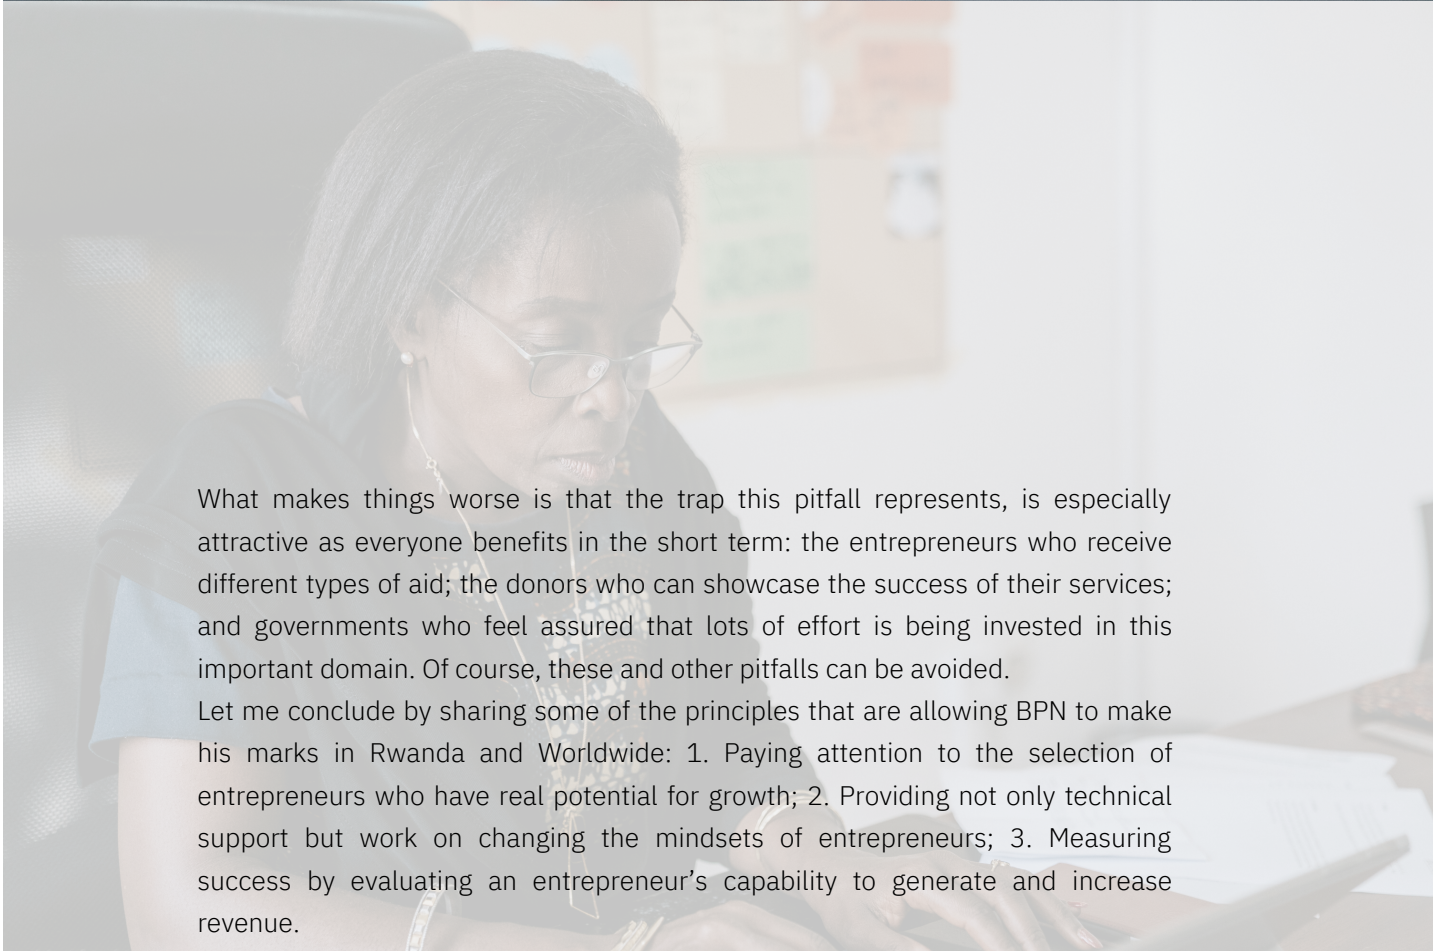 What makes things worse is that the trap this pitfall represents, is especially
attractive as everyone benefits in the short term: the entrepreneurs who receive
different types of aid; the donors who can showcase the success of their services;
and governments who feel assured that lots of effort is being invested in this
important domain. Of course, these and other pitfalls can be avoided.
Let me conclude by sharing some of the principles that are allowing BPN to make
his marks in Rwanda and Worldwide: 1. Paying attention to the selection of
entrepreneurs who have real potential for growth; 2. Providing not only technical
support but work on changing the mindsets of entrepreneurs; 3. Measuring
success by evaluating an entrepreneur’s capability to generate and increase
revenue.